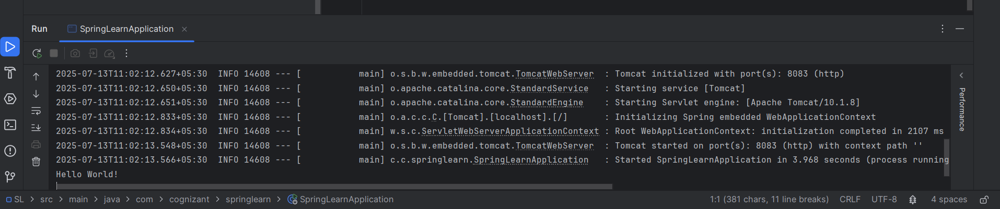 Run SpringLearnApplication
2025-07-13T11:02:12.627+05:30  INFO 14608 --- [           main] o.s.b.w.embedded.tomcat.TomcatWebServer  : Tomcat initialized with port(s): 8083 (http)
2025-07-13T11:02:12.650+05:30  INFO 14608 --- [           main] o.apache.catalina.core.StandardService   : Starting service [Tomcat]
2025-07-13T11:02:12.651+05:30  INFO 14608 --- [           main] o.apache.catalina.core.StandardEngine    : Starting Servlet engine: [Apache Tomcat/10.1.8]
2025-07-13T11:02:12.833+05:30  INFO 14608 --- [           main] o.a.c.c.C.[Tomcat].[localhost].[/]       : Initializing Spring embedded WebApplicationContext
2025-07-13T11:02:12.834+05:30  INFO 14608 --- [           main] w.s.c.ServletWebServerApplicationContext : Root WebApplicationContext: initialization completed in 2107 ms
2025-07-13T11:02:13.548+05:30  INFO 14608 --- [           main] o.s.b.w.embedded.tomcat.TomcatWebServer  : Tomcat started on port(s): 8083 (http) with context path ''
2025-07-13T11:02:13.566+05:30  INFO 14608 --- [           main] c.c.springlearn.SpringLearnApplication   : Started SpringLearnApplication in 3.968 seconds (process running
Hello World!
Performance
SL > src > main > java > com > cognizant > springlearn > SpringLearnApplication 1:1 (381 chars, 11 line breaks) CRLF UTF-8 4 spaces